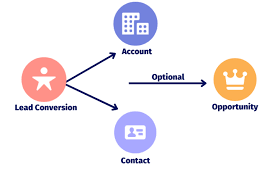 Account
Optional
Lead Conversion
Opportunity
Contact